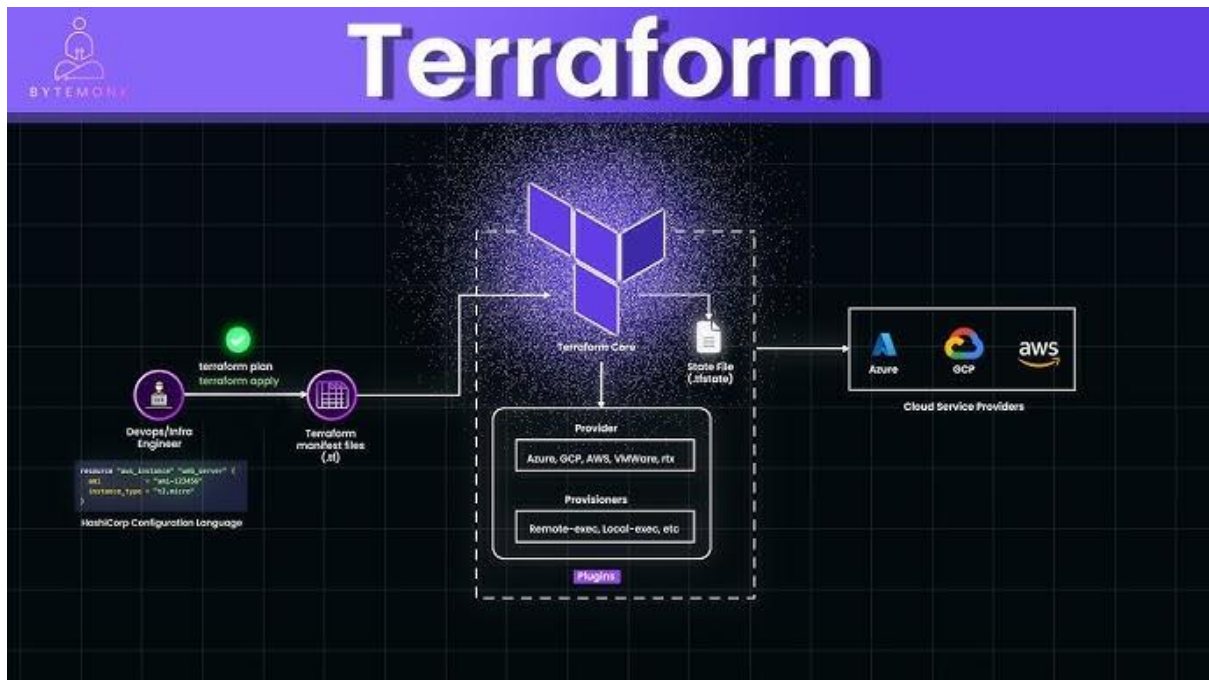 Terraform
BYTEMONK
Terraform Core
State File
(.tfstate)
Azure
GCP
aws
Cloud Service Providers
terraform plan
terraform apply
Devops/Infra
Engineer
Terraform
manifest files
(.tf)
resource "aws_instance" "web_server" {
ami = "ami-123456"
instance_type = "t2.micro"
}
HashiCorp Configuration Language
Provider
Azure, GCP, AWS, VMWare, rtx
Provisioners
Remote-exec, Local-exec, etc
Plugins